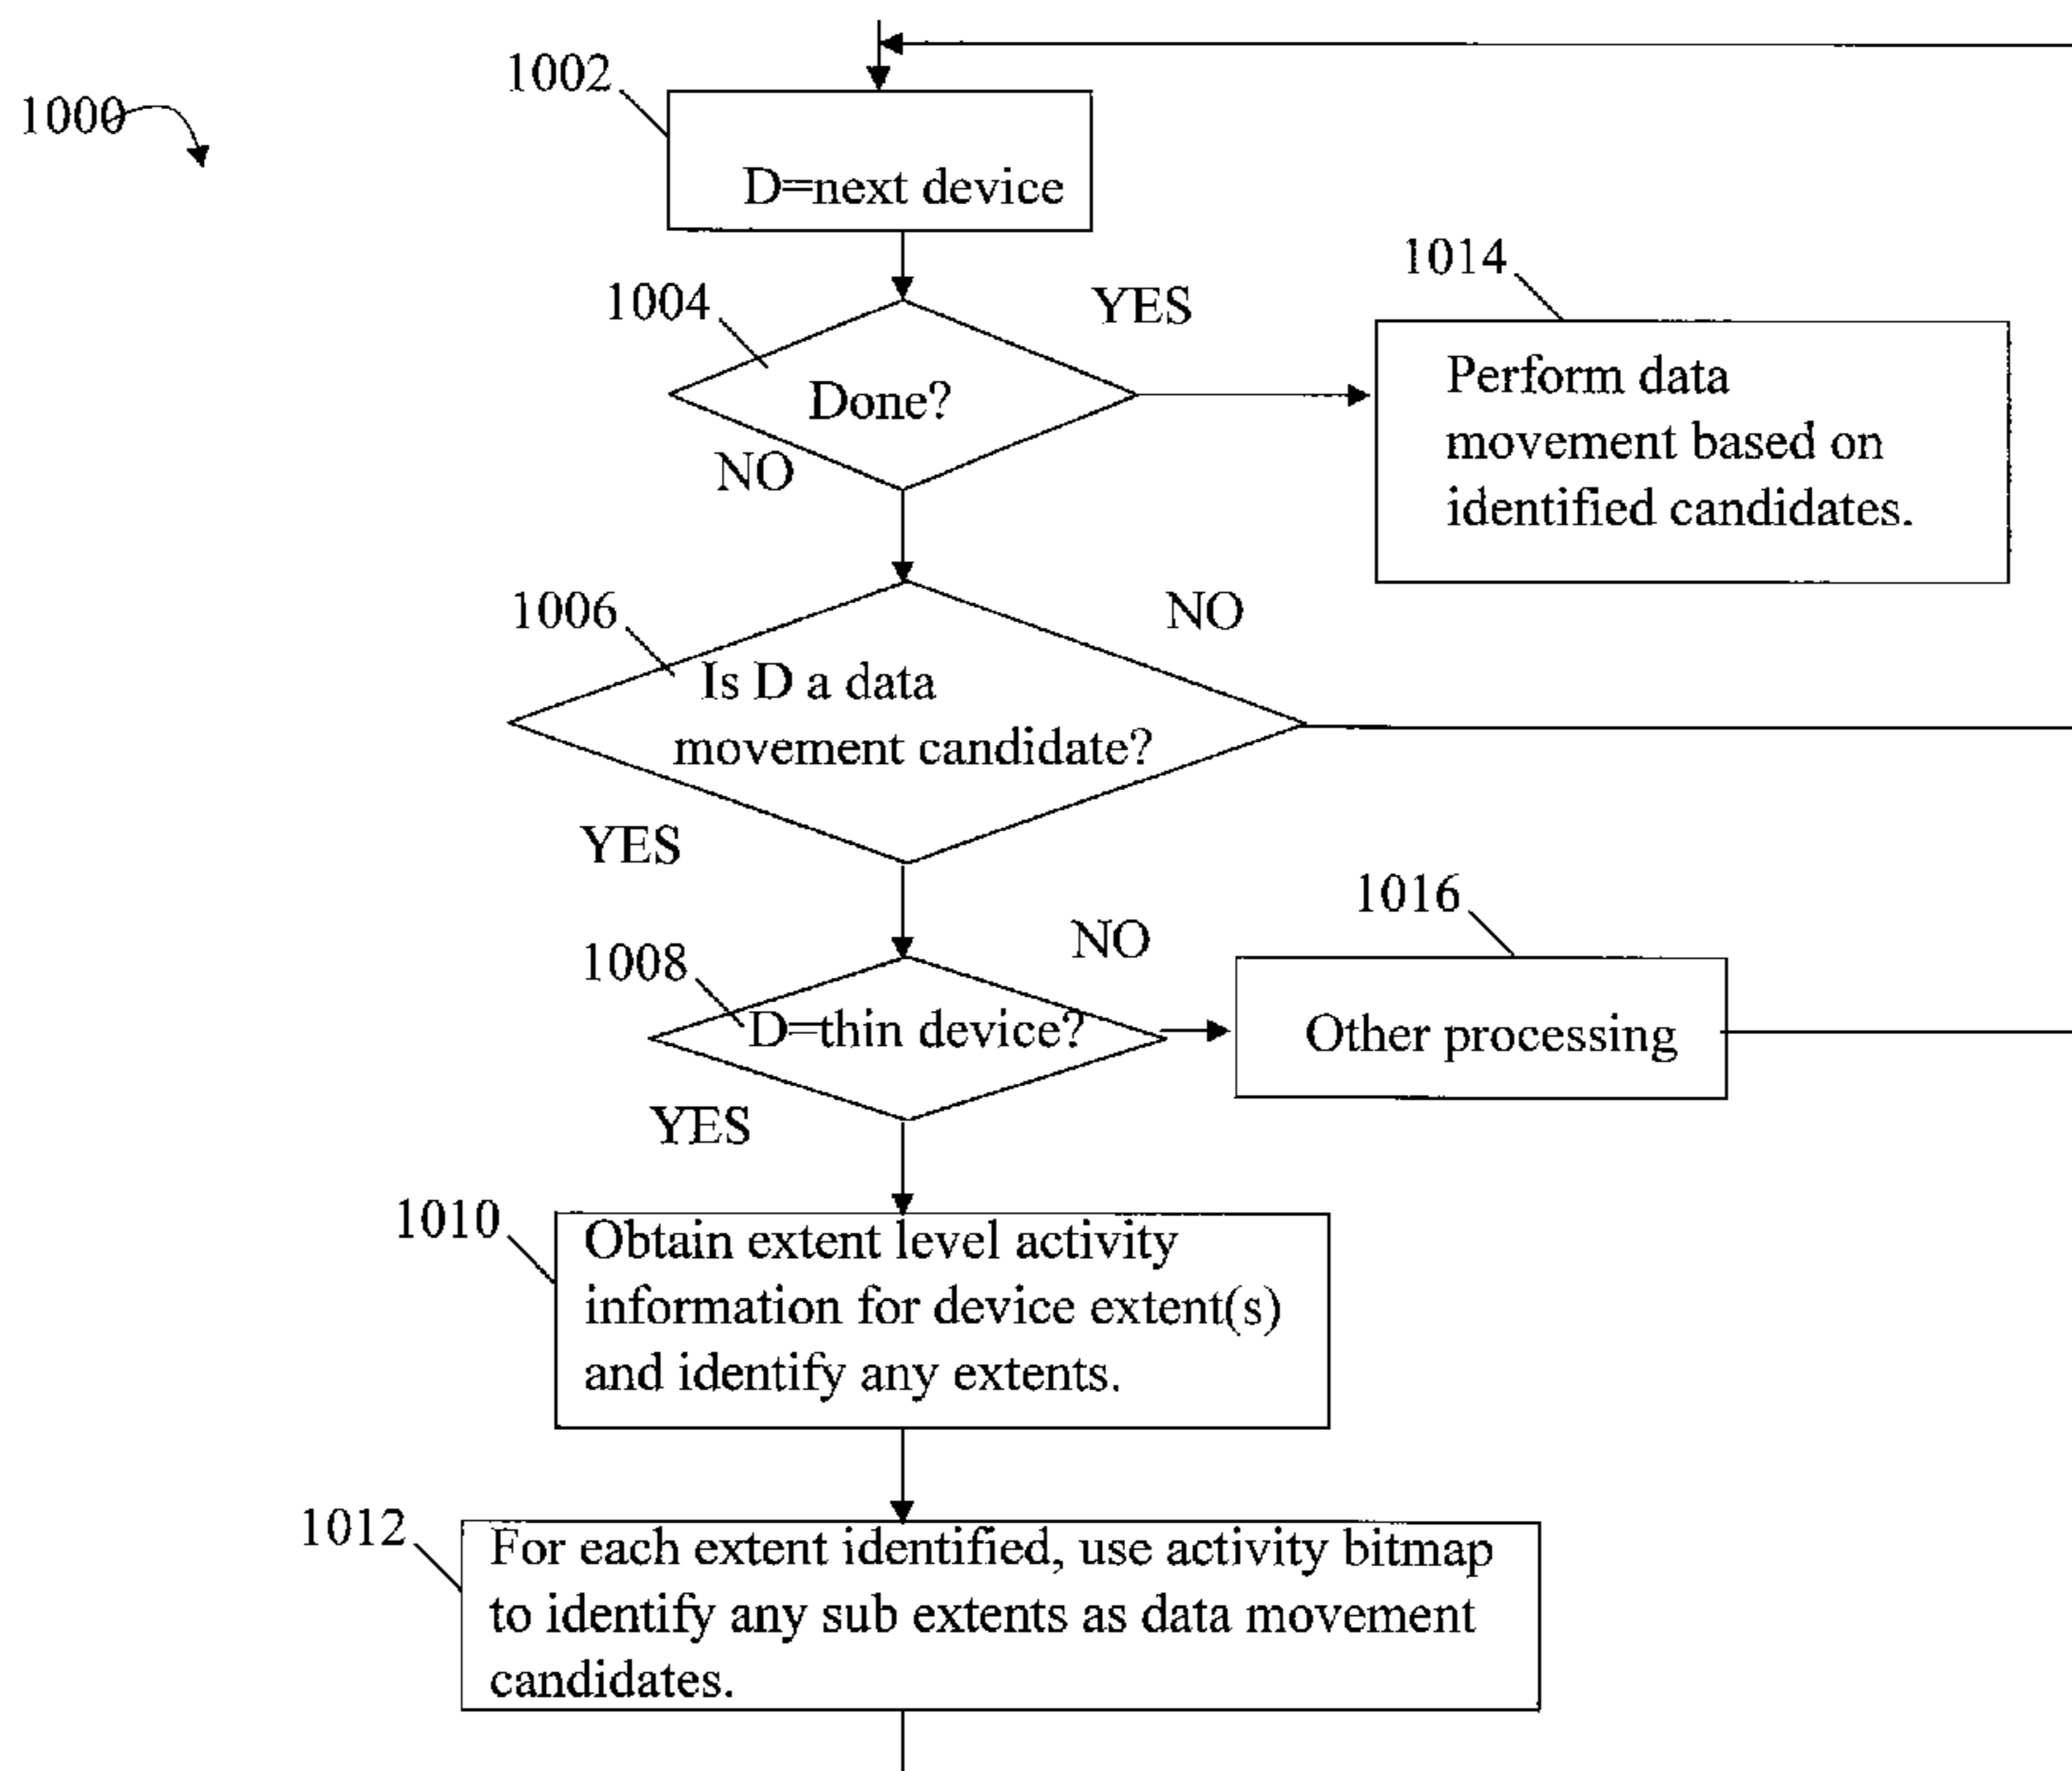 1000
1002
D=next device
1004
Done?
YES
NO
1014
Perform data
movement based on
identified candidates.
1006
Is D a data
movement candidate?
NO
YES
1008
D=thin device?
NO
YES
1016
Other processing
1010
Obtain extent level activity
information for device extent(s)
and identify any extents.
1012
For each extent identified, use activity bitmap
to identify any sub extents as data movement
candidates.